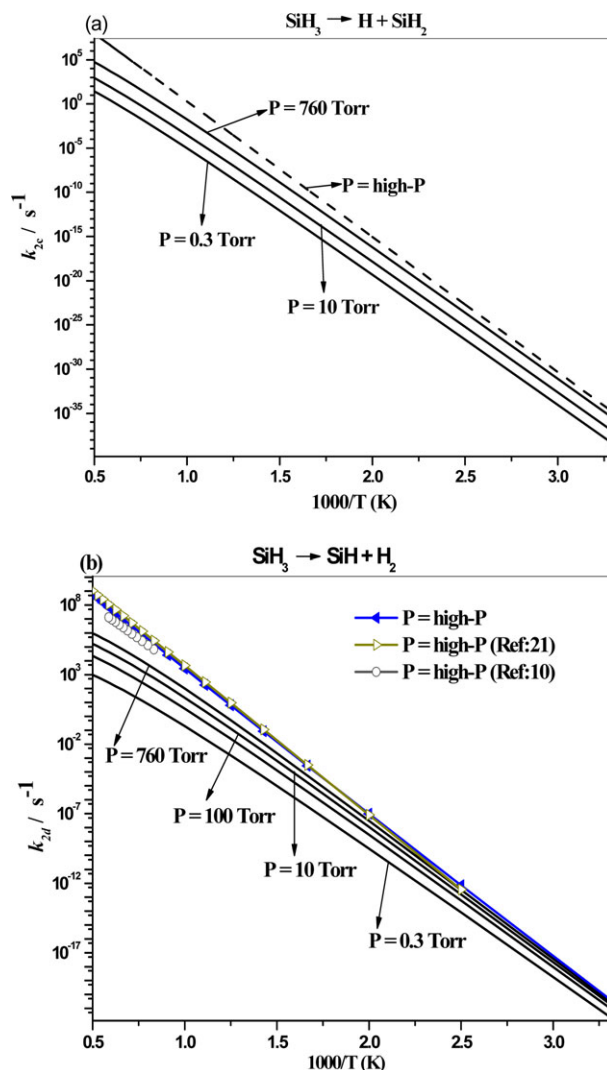 (a) SiH3 → H + SiH2
10^5
10^0
10^-5
10^-10
10^-15
10^-20
10^-25
10^-30
10^-35
k2c / s^-1
P = 760 Torr
P = high-P
P = 0.3 Torr
P = 10 Torr
0.5 1.0 1.5 2.0 2.5 3.0
1000/T (K)
(b) SiH3 → SiH + H2
10^8
10^3
10^-2
10^-7
10^-12
10^-17
k2d / s^-1
P = high-P
P = high-P (Ref:21)
P = high-P (Ref:10)
P = 760 Torr
P = 100 Torr
P = 10 Torr
P = 0.3 Torr
0.5 1.0 1.5 2.0 2.5 3.0
1000/T (K)